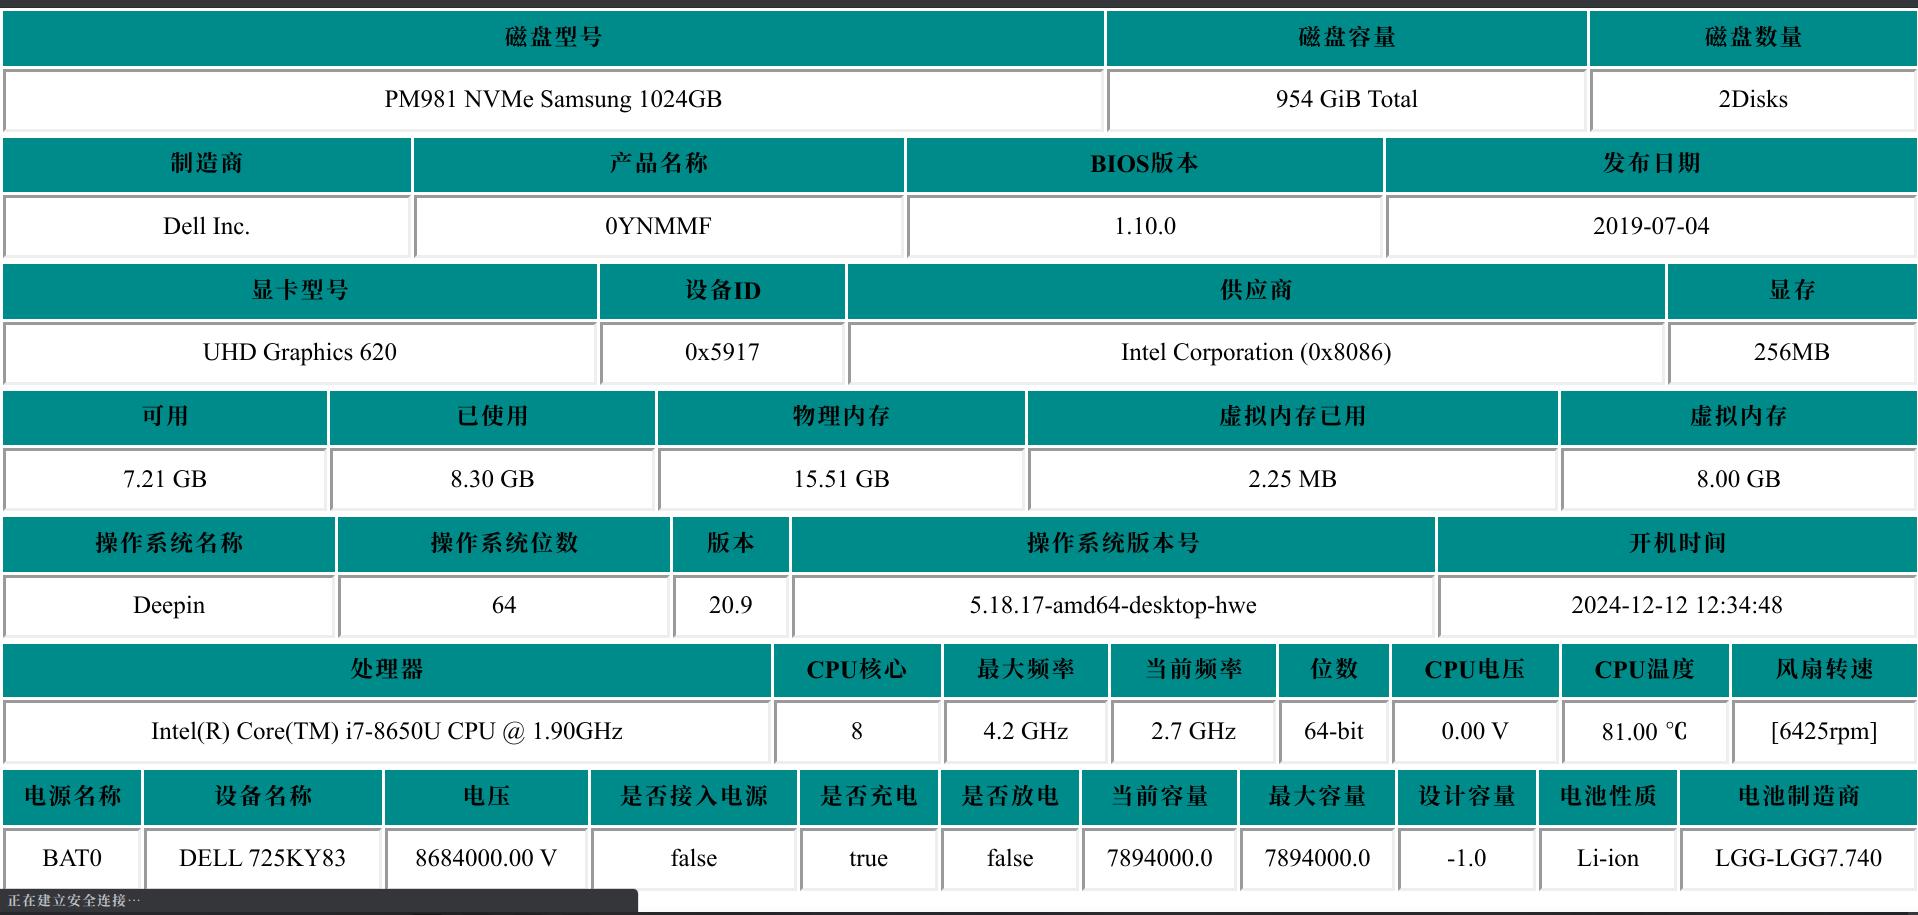 磁盘型号 磁盘容量 磁盘数量
PM981 NVMe Samsung 1024GB 954 GiB Total 2Disks
制造商 产品名称 BIOS版本 发布日期
Dell Inc. 0YNMMF 1.10.0 2019-07-04
显卡型号 设备ID 供应商 显存
UHD Graphics 620 0x5917 Intel Corporation (0x8086) 256MB
可用 已使用 物理内存 虚拟内存已用 虚拟内存
7.21 GB 8.30 GB 15.51 GB 2.25 MB 8.00 GB
操作系统名称 操作系统位数 版本 操作系统版本号 开机时间
Deepin 64 20.9 5.18.17-amd64-desktop-hwe 2024-12-12 12:34:48
处理器 CPU核心 最大频率 当前频率 位数 CPU电压 CPU温度 风扇转速
Intel(R) Core(TM) i7-8650U CPU @ 1.90GHz 8 4.2 GHz 2.7 GHz 64-bit 0.00 V 81.00 ℃ [6425rpm]
电源名称 设备名称 电压 是否接入电源 是否充电 是否放电 当前容量 最大容量 设计容量 电池性质 电池制造商
BAT0 DELL 725KY83 8684000.00 V false true false 7894000.0 7894000.0 -1.0 Li-ion LGG-LGG7.740
正在建立安全连接…